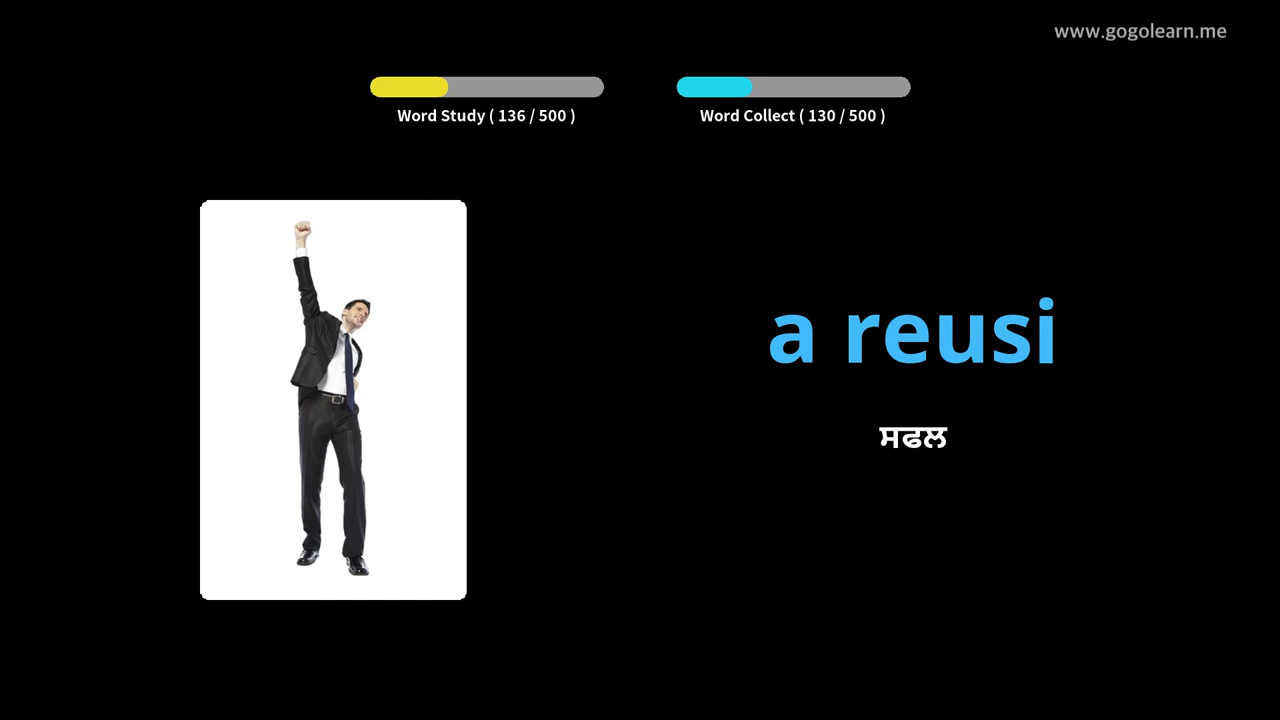 www.gogolearn.me
Word Study ( 136 / 500 )
Word Collect ( 130 / 500 )
a reusi
ਸਫਲ